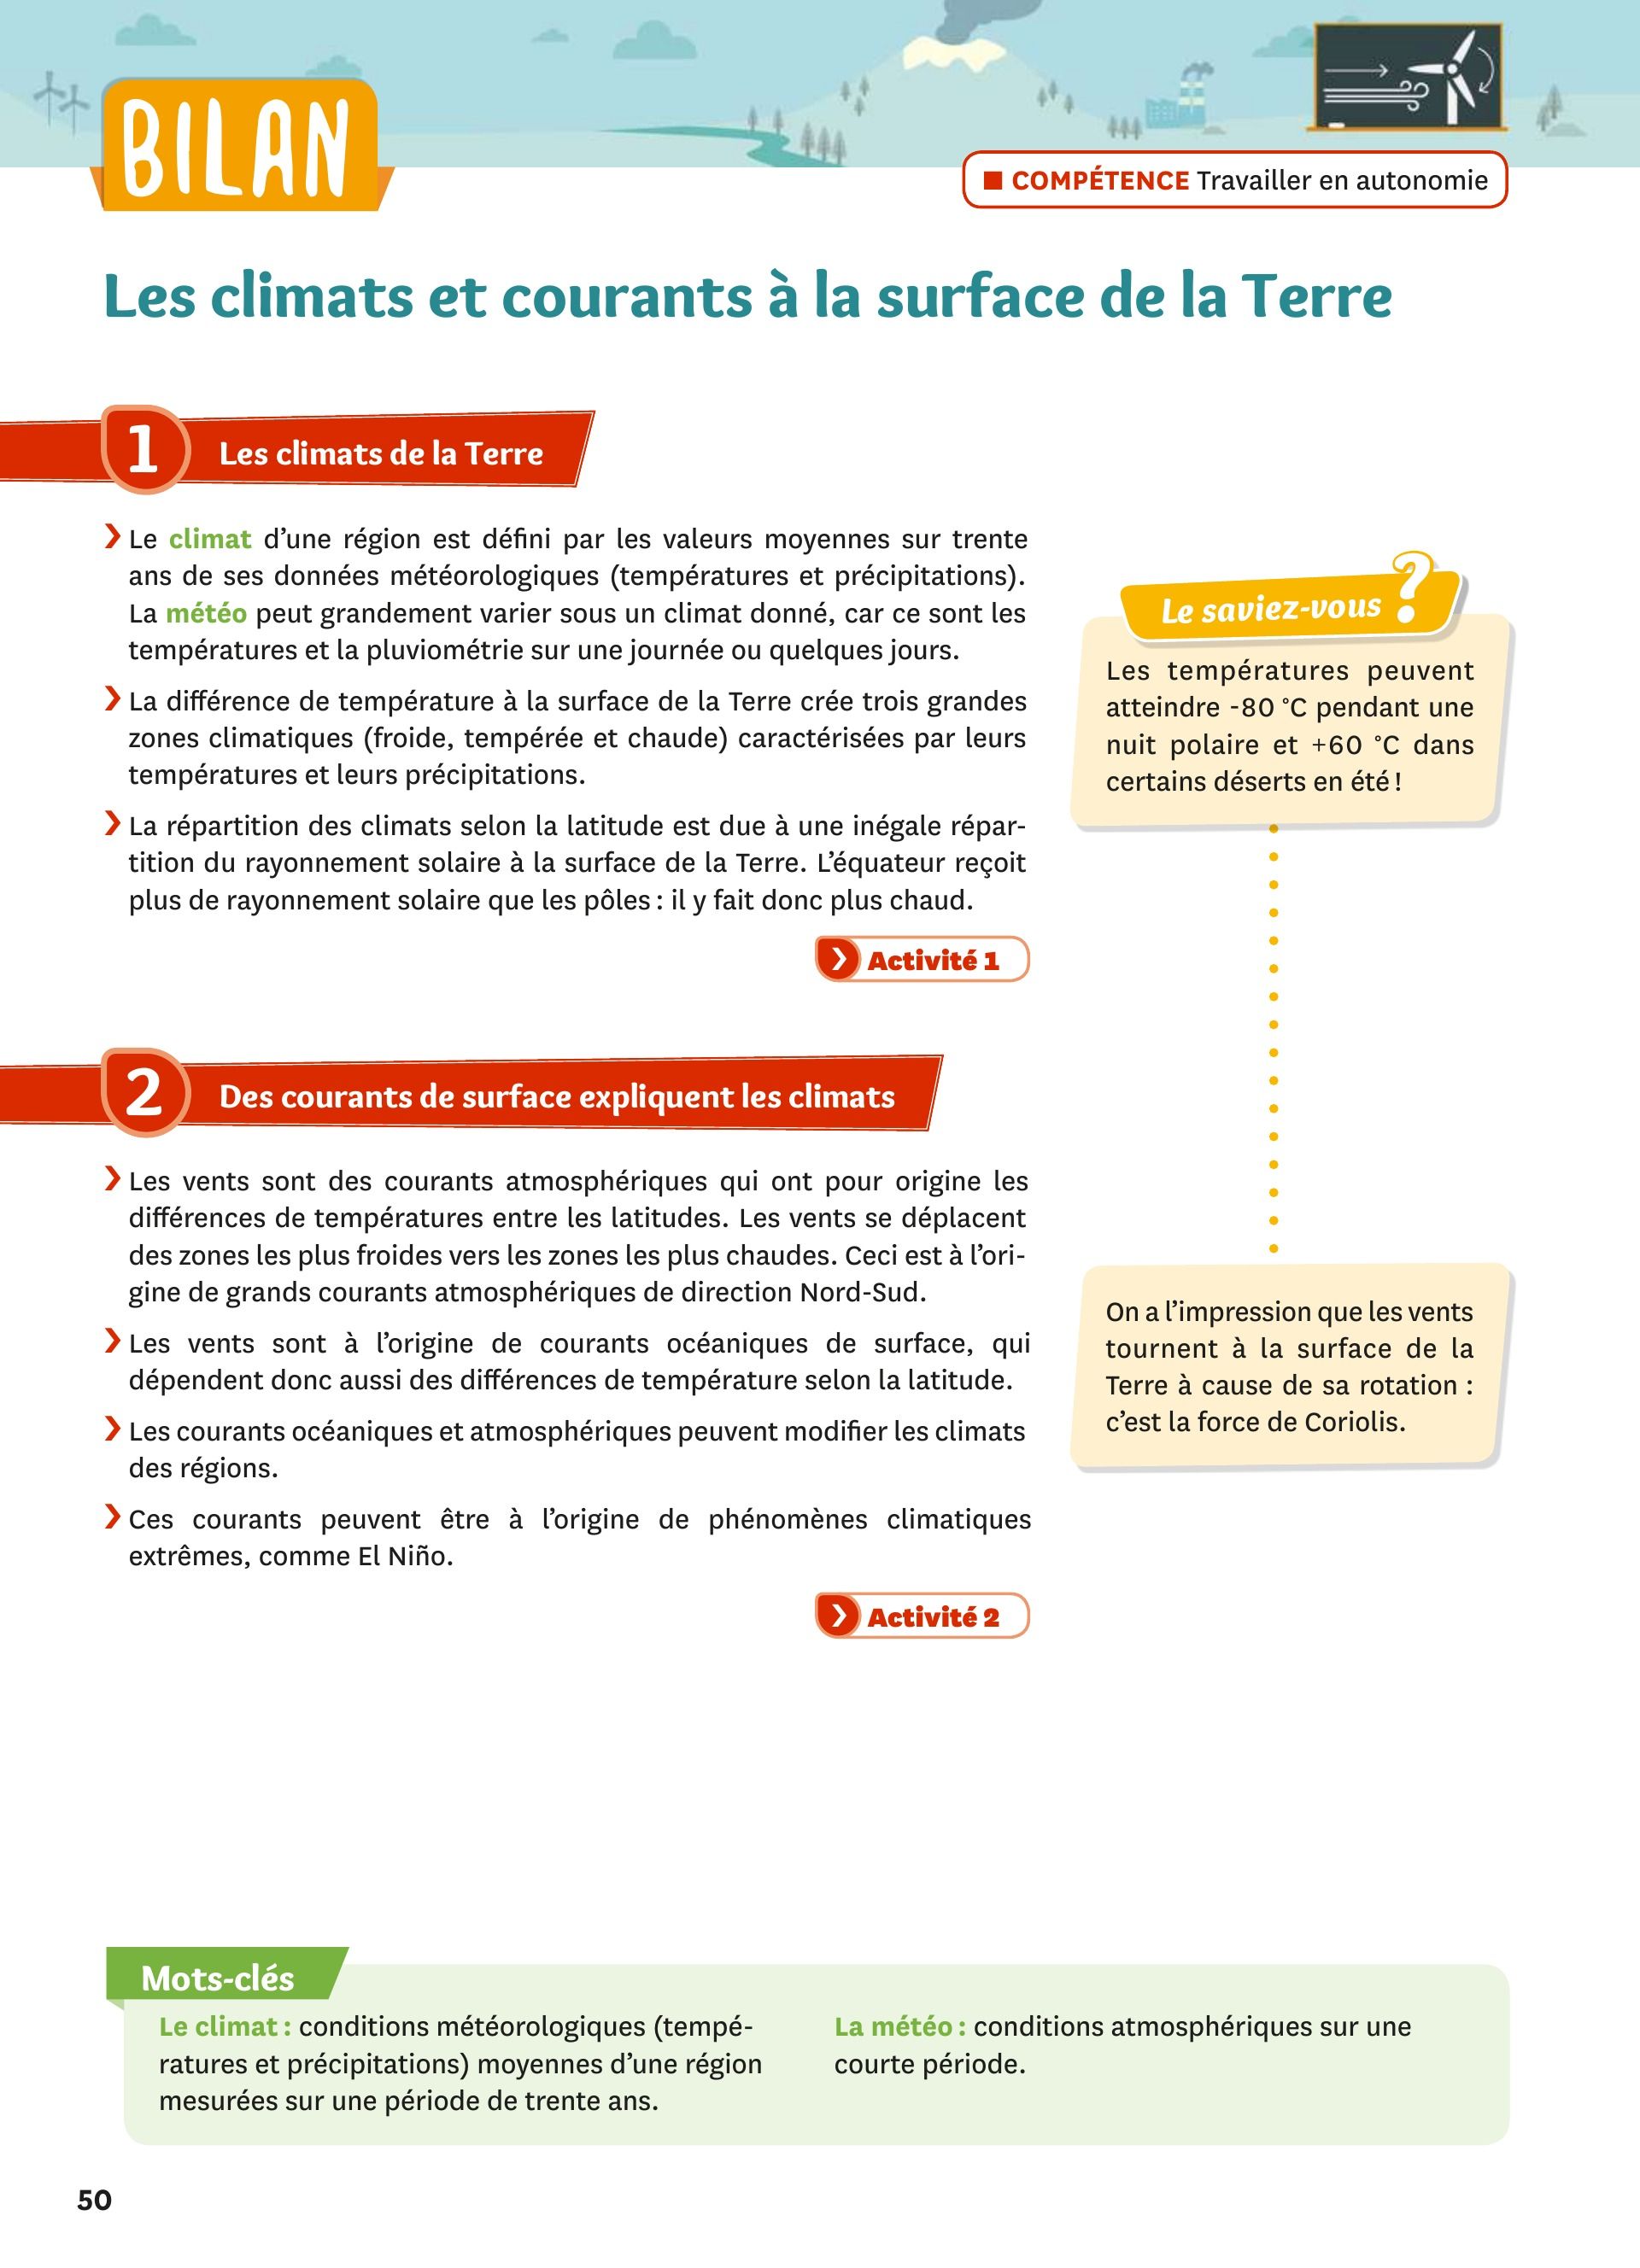 BILAN
■ COMPÉTENCE Travailler en autonomie
Les climats et courants à la surface de la Terre
1 Les climats de la Terre
❯ Le climat d’une région est défini par les valeurs moyennes sur trente
ans de ses données météorologiques (températures et précipitations).
La météo peut grandement varier sous un climat donné, car ce sont les
températures et la pluviométrie sur une journée ou quelques jours.
❯ La différence de température à la surface de la Terre crée trois grandes
zones climatiques (froide, tempérée et chaude) caractérisées par leurs
températures et leurs précipitations.
❯ La répartition des climats selon la latitude est due à une inégale répar-
tition du rayonnement solaire à la surface de la Terre. L’équateur reçoit
plus de rayonnement solaire que les pôles : il y fait donc plus chaud.
❯ Activité 1
Le saviez-vous ?
Les températures peuvent
atteindre -80 °C pendant une
nuit polaire et +60 °C dans
certains déserts en été !
2 Des courants de surface expliquent les climats
❯ Les vents sont des courants atmosphériques qui ont pour origine les
différences de températures entre les latitudes. Les vents se déplacent
des zones les plus froides vers les zones les plus chaudes. Ceci est à l’ori-
gine de grands courants atmosphériques de direction Nord-Sud.
❯ Les vents sont à l’origine de courants océaniques de surface, qui
dépendent donc aussi des différences de température selon la latitude.
❯ Les courants océaniques et atmosphériques peuvent modifier les climats
des régions.
❯ Ces courants peuvent être à l’origine de phénomènes climatiques
extrêmes, comme El Niño.
❯ Activité 2
On a l’impression que les vents
tournent à la surface de la
Terre à cause de sa rotation :
c’est la force de Coriolis.
Mots-clés
Le climat : conditions météorologiques (tempé-
ratures et précipitations) moyennes d’une région
mesurées sur une période de trente ans.
La météo : conditions atmosphériques sur une
courte période.
50